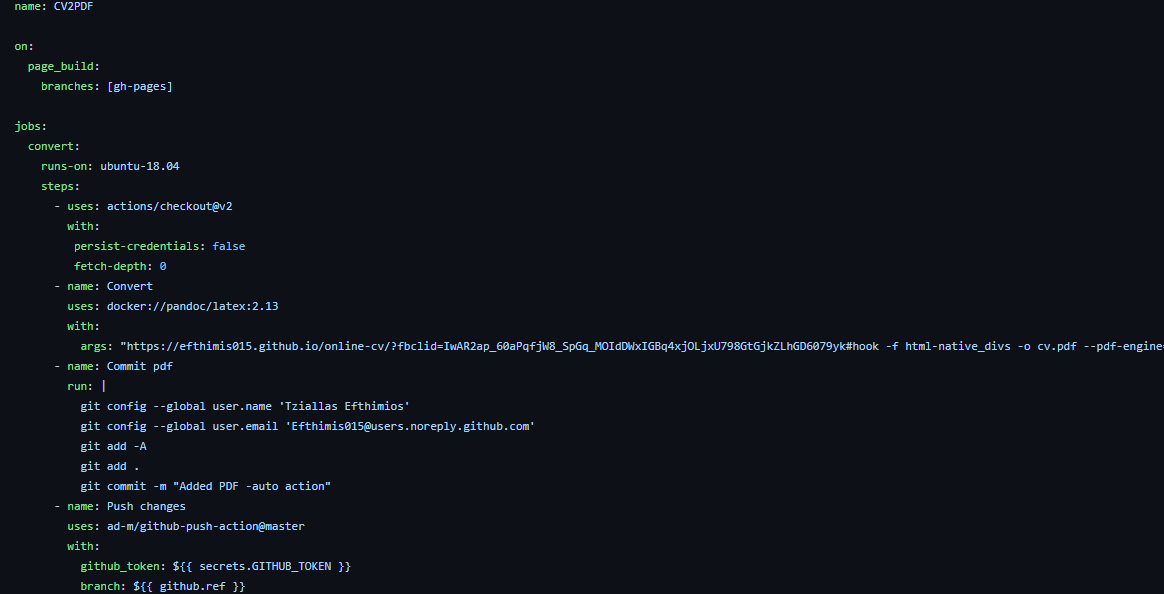 name: CV2PDF
on:
page_build:
branches: [gh-pages]
jobs:
convert:
runs-on: ubuntu-18.04
steps:
- uses: actions/checkout@v2
with:
persist-credentials: false
fetch-depth: 0
- name: Convert
uses: docker://pandoc/latex:2.13
with:
args: "https://efthimis015.github.io/online-cv/?fbclid=IwAR2ap_60aPqfjW8_SpGq_MOIdDWxIGBq4xjOLjxU798GtGjkZLhGD6079yk#hook -f html-native_divs -o cv.pdf --pdf-engine=
- name: Commit pdf
run: |
git config --global user.name 'Tziallas Efthimios'
git config --global user.email 'Efthimis015@users.noreply.github.com'
git add -A
git add .
git commit -m "Added PDF -auto action"
- name: Push changes
uses: ad-m/github-push-action@master
with:
github_token: ${{ secrets.GITHUB_TOKEN }}
branch: ${{ github.ref }}